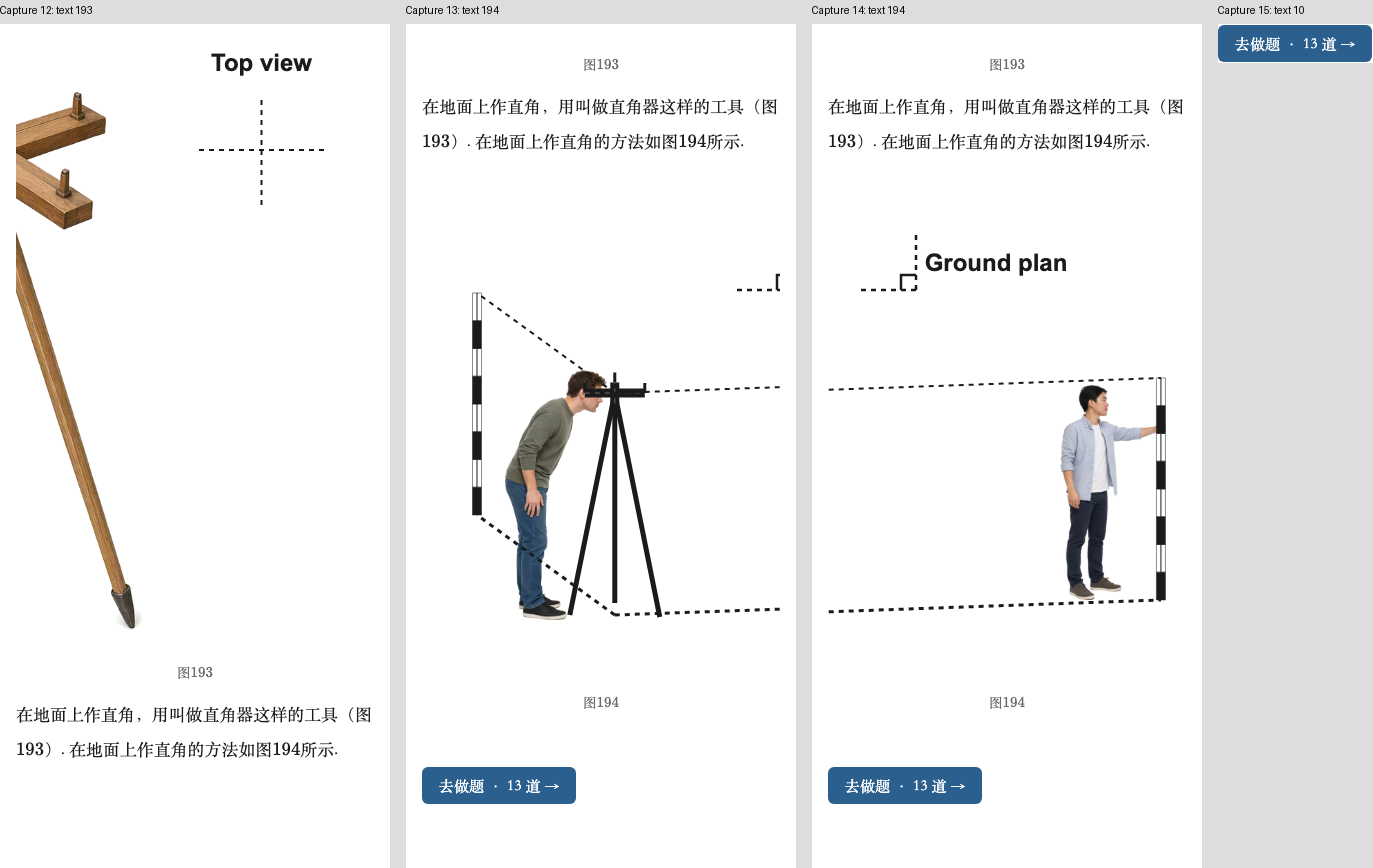 Capture 12: text 193
Top view
图193
在地面上作直角，用叫做直角器这样的工具（图
193）. 在地面上作直角的方法如图194所示.
Capture 13: text 194
图193
在地面上作直角，用叫做直角器这样的工具（图
193）. 在地面上作直角的方法如图194所示.
图194
去做题 · 13 道 →
Capture 14: text 194
图193
在地面上作直角，用叫做直角器这样的工具（图
193）. 在地面上作直角的方法如图194所示.
Ground plan
图194
去做题 · 13 道 →
Capture 15: text 10
去做题 · 13 道 →